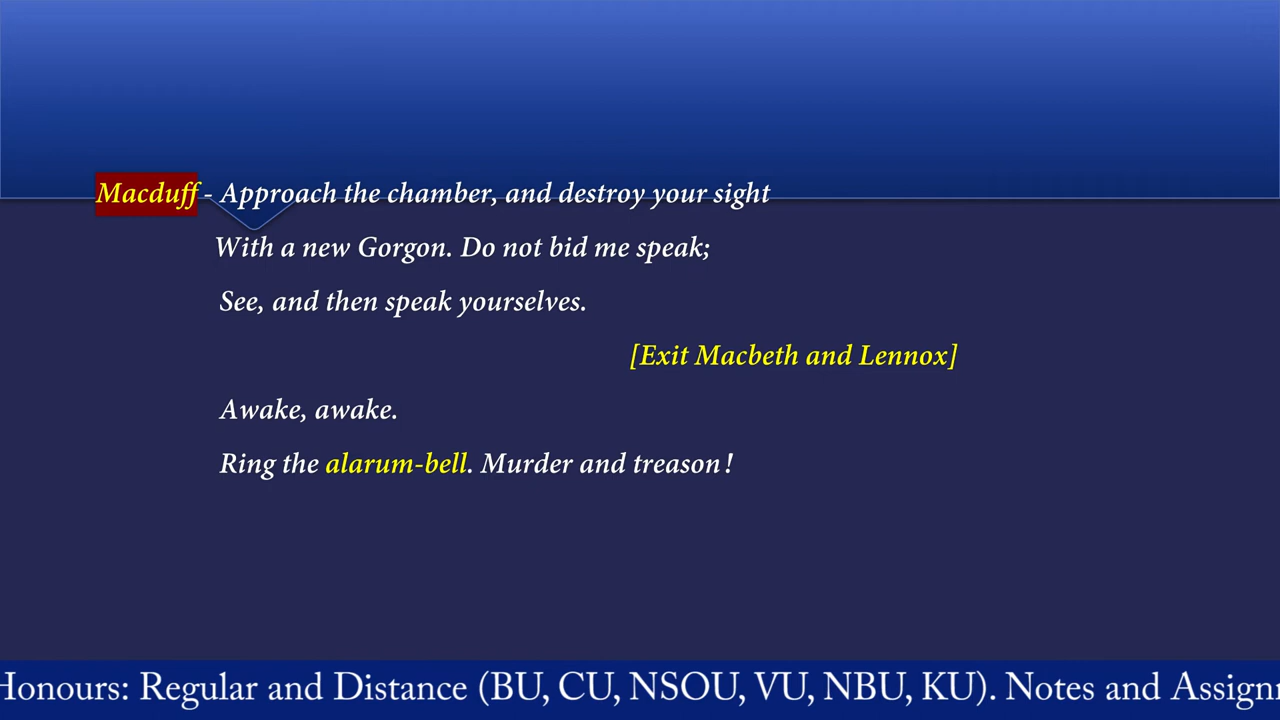 Macduff - Approach the chamber, and destroy your sight
With a new Gorgon. Do not bid me speak;
See, and then speak yourselves.
[Exit Macbeth and Lennox]
Awake, awake.
Ring the alarum-bell. Murder and treason!
Honours: Regular and Distance (BU, CU, NSOU, VU, NBU, KU). Notes and Assign